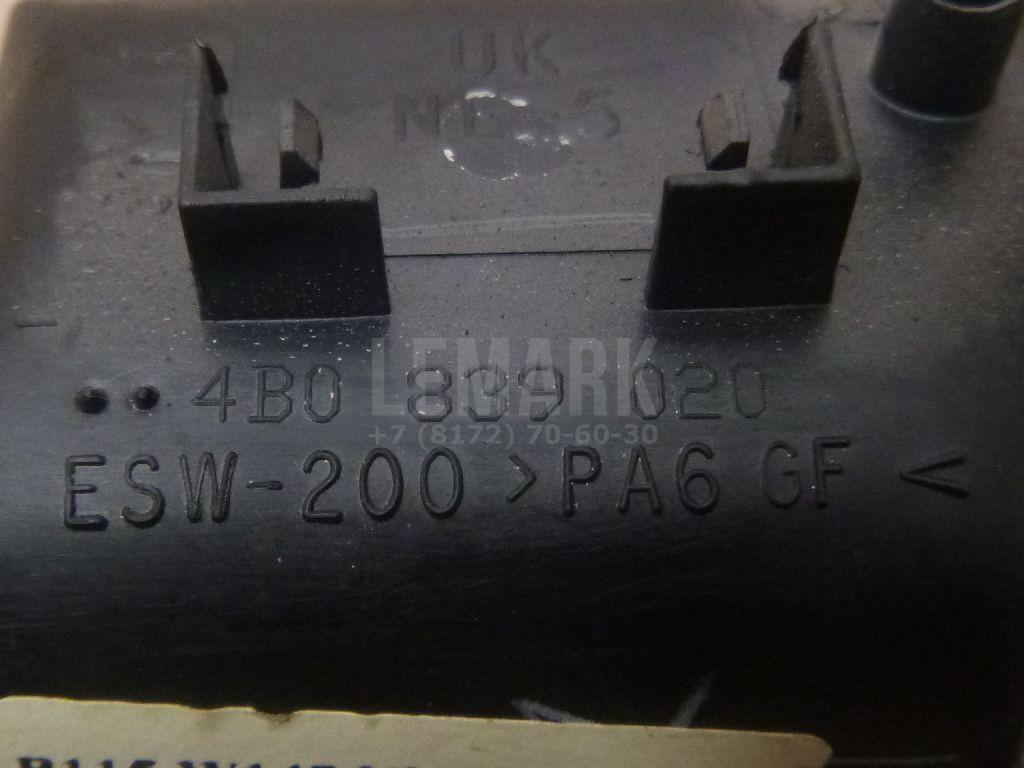 UK
4B0 839 020
LEMARK
+7 (8172) 70-60-30
ESW-200 >PA6 GF<